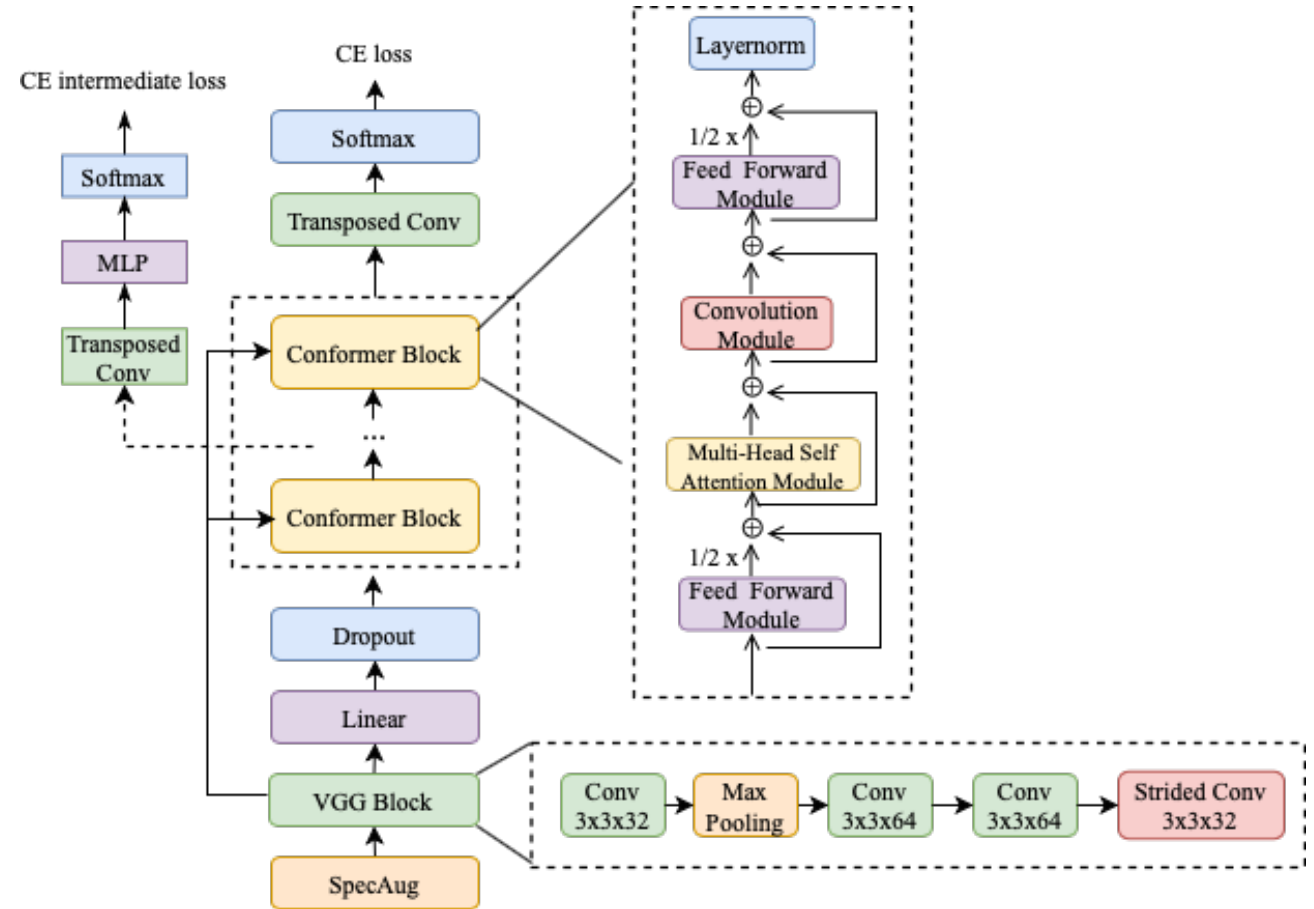 CE intermediate loss
Softmax
MLP
Transposed
Conv
CE loss
Softmax
Transposed Conv
Conformer Block
...
Conformer Block
Dropout
Linear
VGG Block
SpecAug
Layernorm
1/2 x
Feed Forward
Module
Convolution
Module
Multi-Head Self
Attention Module
1/2 x
Feed Forward
Module
Conv
3x3x32
Max
Pooling
Conv
3x3x64
Conv
3x3x64
Strided Conv
3x3x32